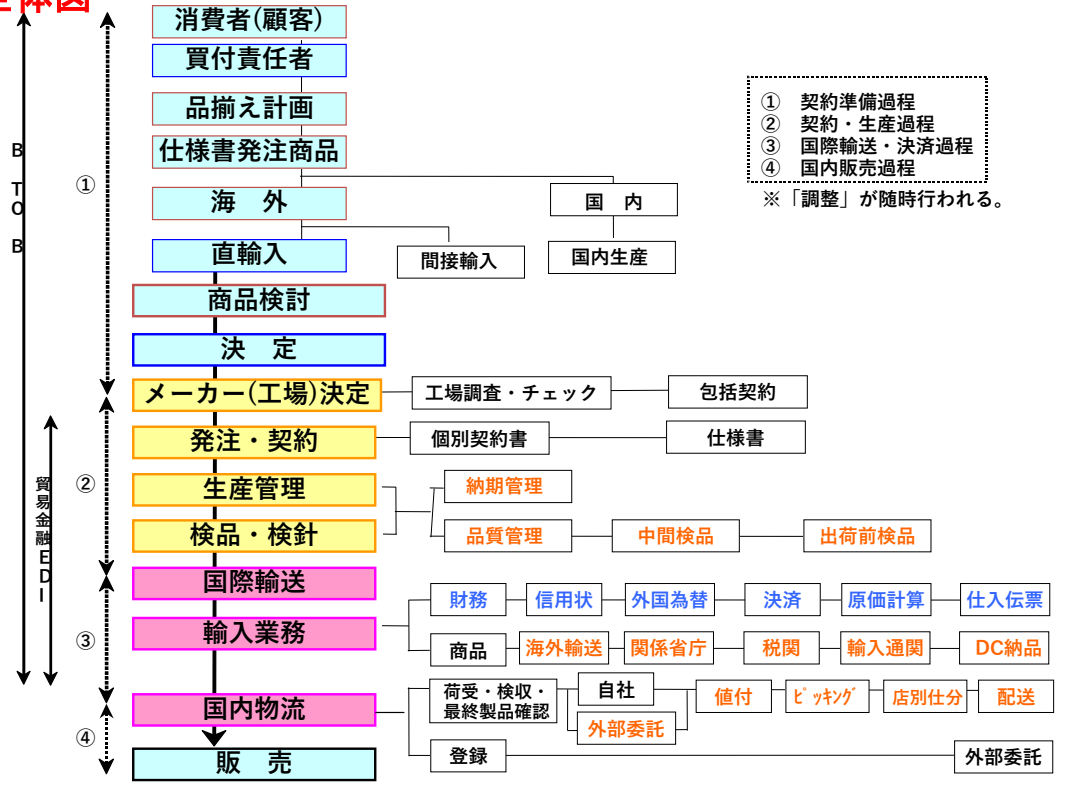 全体図
消費者(顧客)
買付責任者
品揃え計画
仕様書発注商品
海　外
国　内
直輸入
間接輸入
国内生産
商品検討
決　定
メーカー(工場)決定
工場調査・チェック
包括契約
発注・契約
個別契約書
仕様書
生産管理
納期管理
検品・検針
品質管理
中間検品
出荷前検品
国際輸送
財務
信用状
外国為替
決済
原価計算
仕入伝票
輸入業務
商品
海外輸送
関係省庁
税関
輸入通関
DC納品
国内物流
荷受・検収・
最終製品確認
自社
外部委託
値付
ﾋﾟｯｷﾝｸﾞ
店別仕分
配送
販　売
登録
外部委託
① 契約準備過程
② 契約・生産過程
③ 国際輸送・決済過程
④ 国内販売過程
※「調整」が随時行われる。
B TO B
貿易金融EDI
①
②
③
④